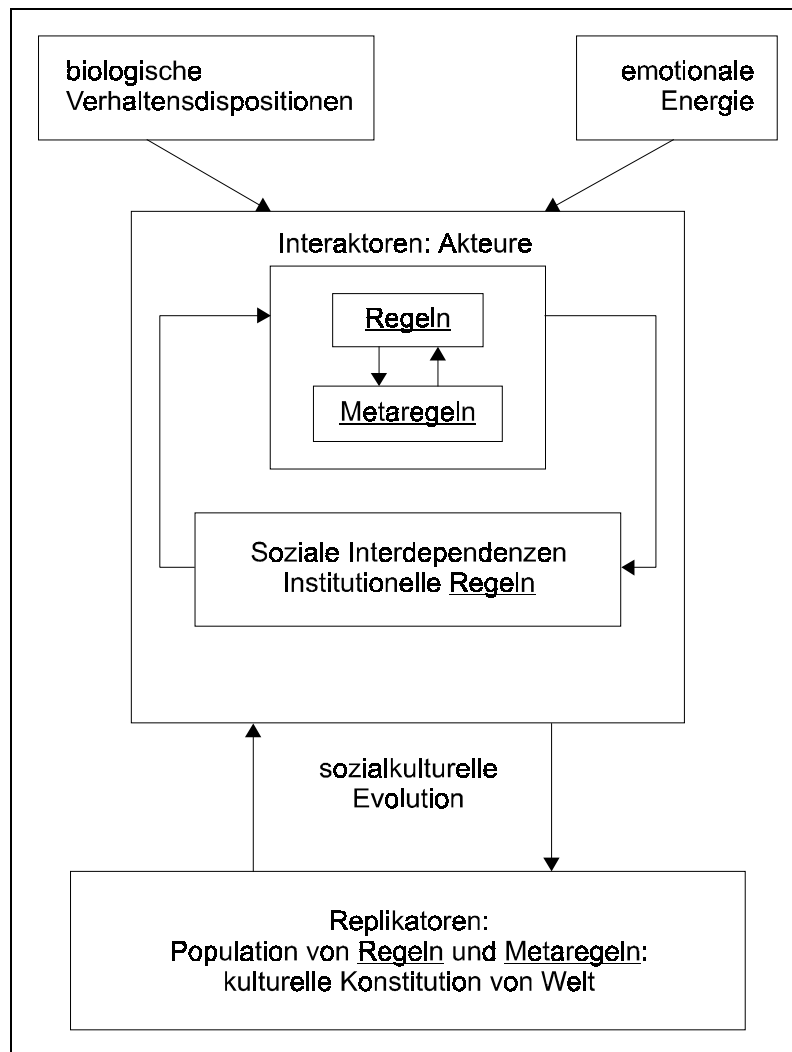 biologische
Verhaltensdispositionen
emotionale
Energie
Interaktoren: Akteure
Regeln
Metaregeln
Soziale Interdependenzen
Institutionelle Regeln
sozialkulturelle
Evolution
Replikatoren:
Population von Regeln und Metaregeln:
kulturelle Konstitution von Welt